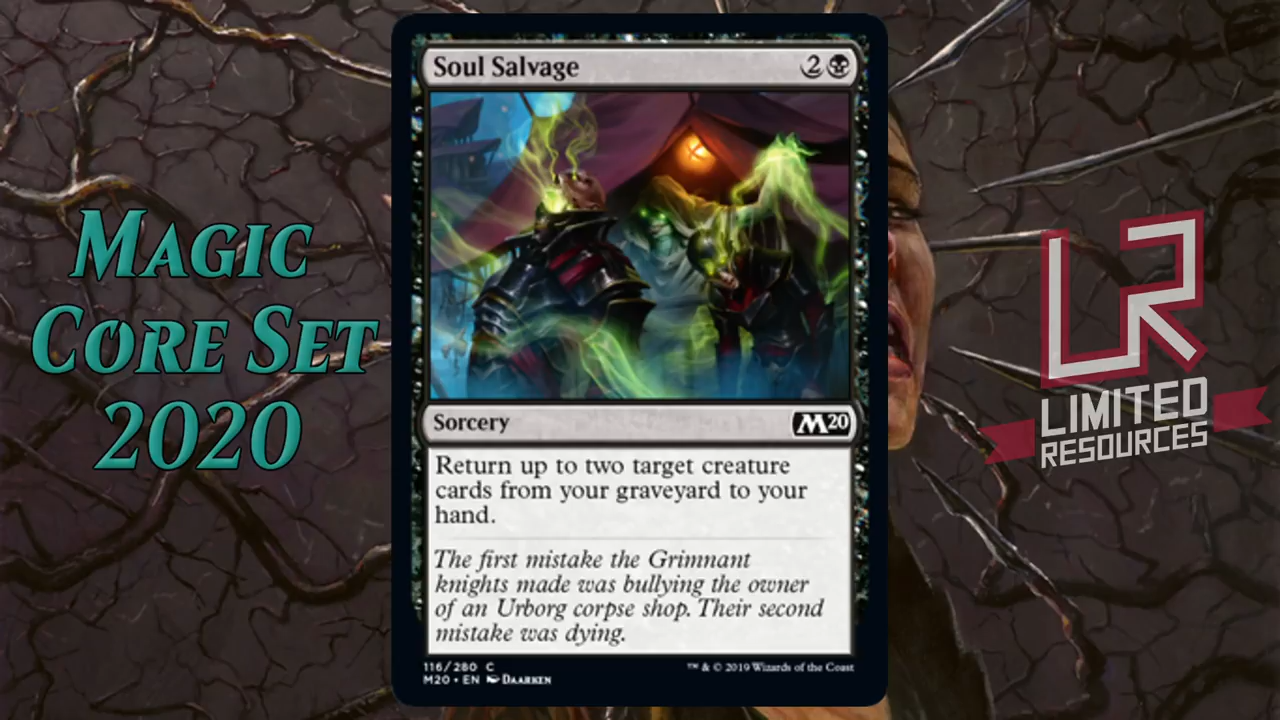 Magic
Core Set
2020
Soul Salvage
2
Sorcery
M20
Return up to two target creature
cards from your graveyard to your
hand.
The first mistake the Grimnant
knights made was bullying the owner
of an Urborg corpse shop. Their second
mistake was dying.
116/280 C
M20 • EN Daarken
™ & © 2019 Wizards of the Coast
LR
LIMITED
RESOURCES